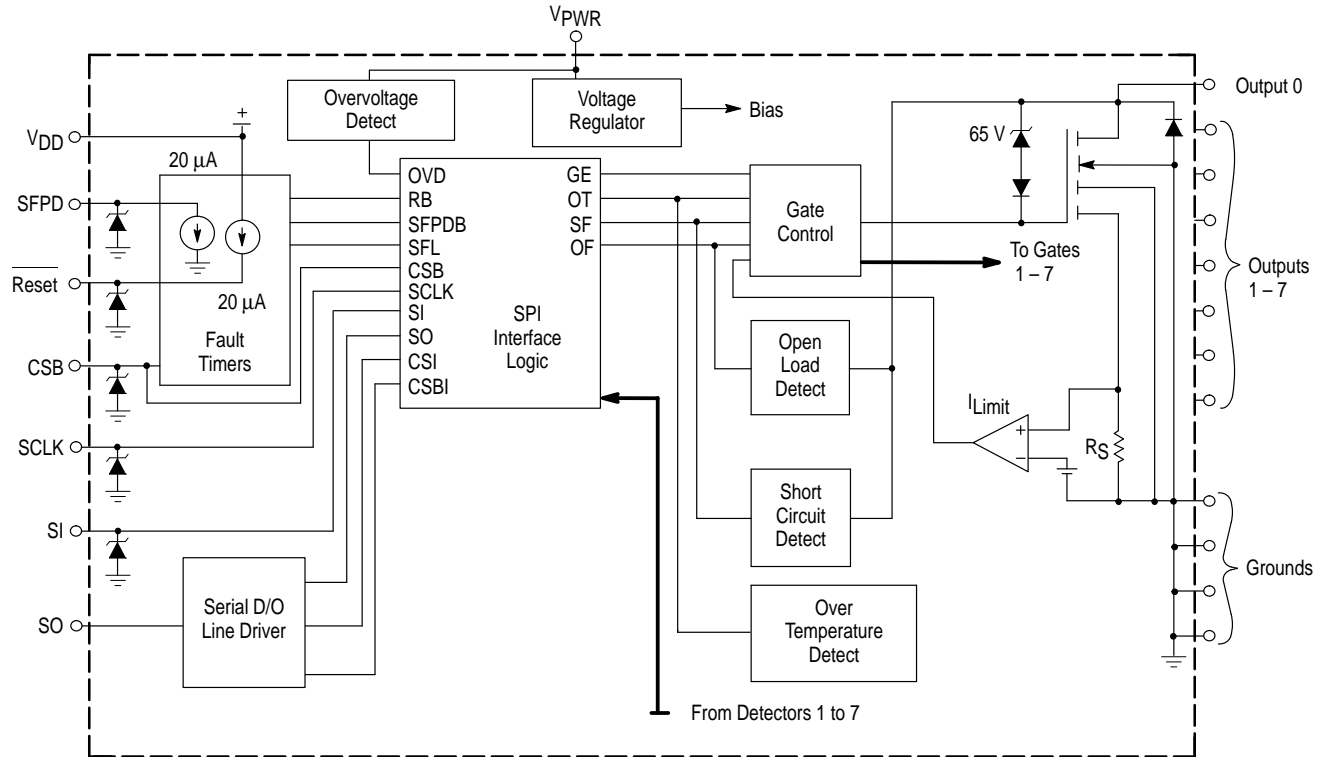 VPWR
Overvoltage
Detect
Voltage
Regulator
Bias
Output 0
VDD
+
20 μA
65 V
SFPD
OVD
RB
SFPDB
SFL
CSB
SCLK
SI
SO
CSI
CSBI
SPI
Interface
Logic
GE
OT
SF
OF
Gate
Control
To Gates
1 – 7
Outputs
1 – 7
Reset
20 μA
Fault
Timers
CSB
Open
Load
Detect
ILimit
+
–
RS
SCLK
Short
Circuit
Detect
SI
Grounds
Serial D/O
Line Driver
SO
Over
Temperature
Detect
From Detectors 1 to 7